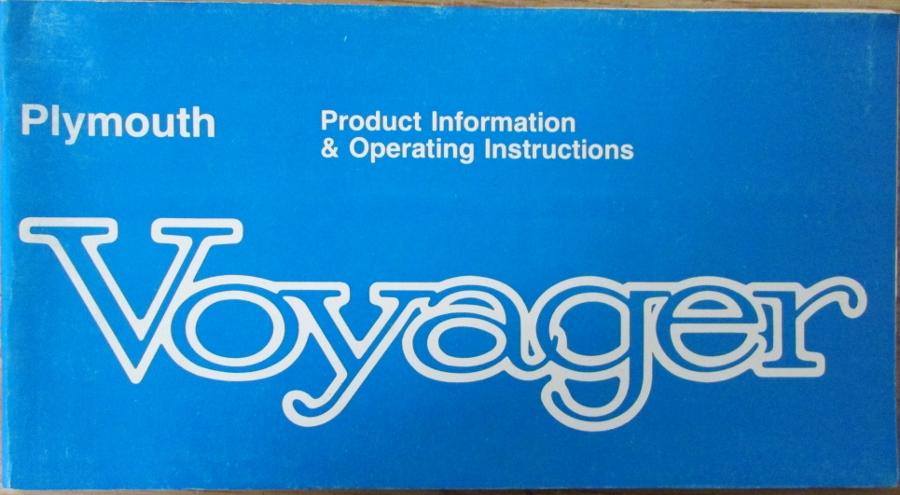 Plymouth
Product Information
& Operating Instructions
Voyager